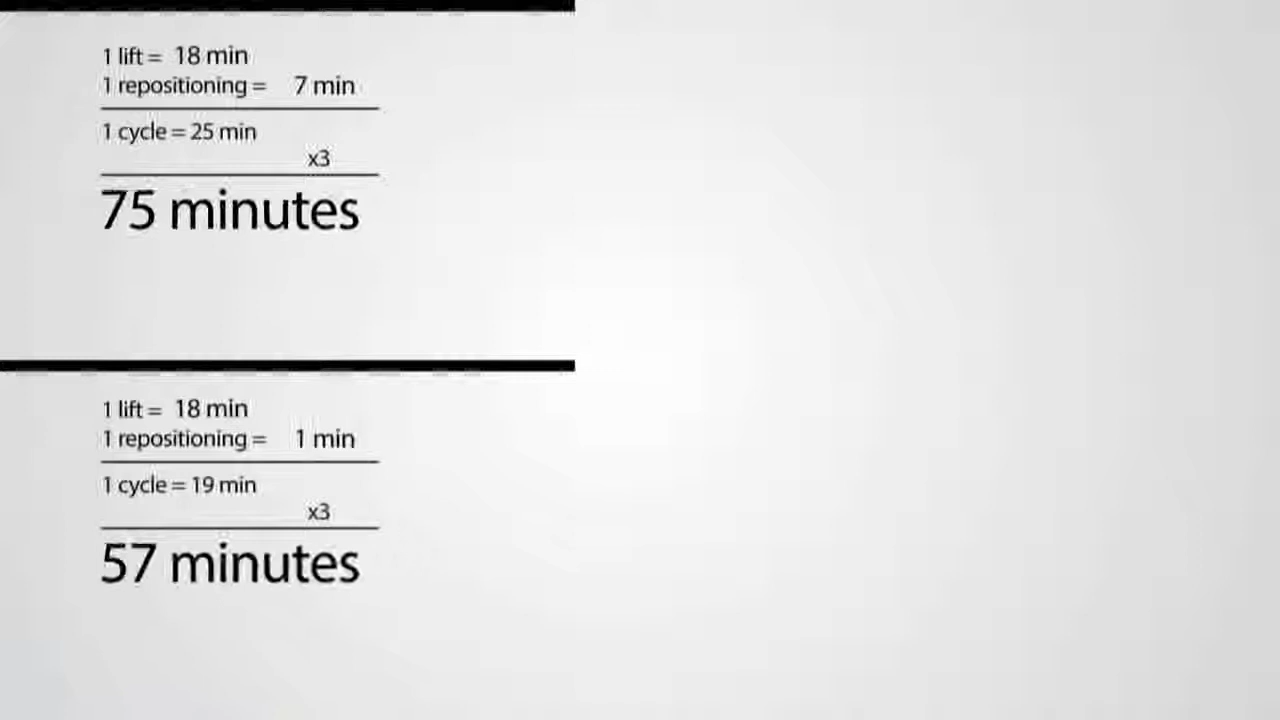 1 lift = 18 min
1 repositioning = 7 min
1 cycle = 25 min
x3
75 minutes
1 lift = 18 min
1 repositioning = 1 min
1 cycle = 19 min
x3
57 minutes